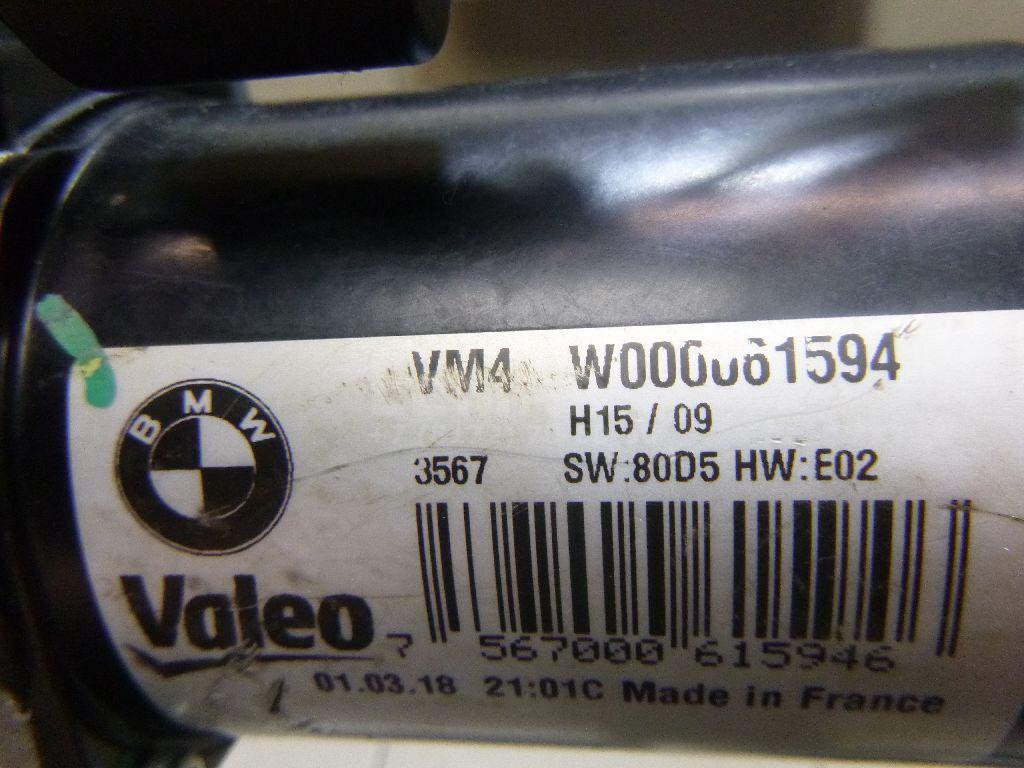 VM4 W000061594
H15 / 09
3567 SW:80D5 HW:E02
BMW
Valeo
7 567000 615946
01.03.18 21:01C Made in France